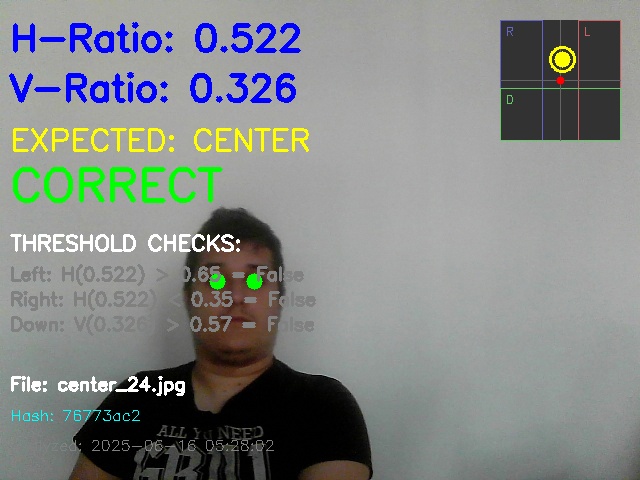 H-Ratio: 0.522
V-Ratio: 0.326
R
L
D
EXPECTED: CENTER
CORRECT
THRESHOLD CHECKS:
Left: H(0.522) > 0.65 = False
Right: H(0.522) < 0.35 = False
Down: V(0.326) > 0.57 = False
File: center_24.jpg
Hash: 76773ac2
2025-06-16 05:28:02
ALL NEED